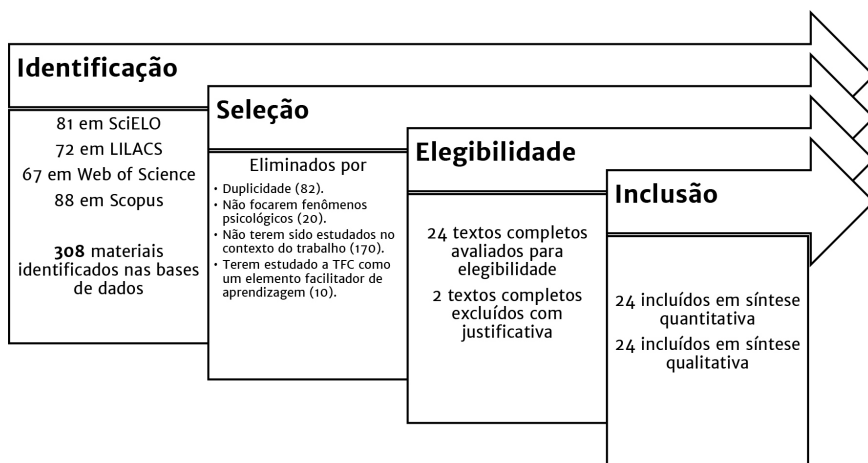 Identificação
81 em SciELO
72 em LILACS
67 em Web of Science
88 em Scopus
308 materiais
identificados nas bases
de dados
Seleção
Eliminados por
• Duplicidade (82).
• Não focarem fenômenos
psicológicos (20).
• Não terem sido estudados no
contexto do trabalho (170).
• Terem estudado a TFC como
um elemento facilitador de
aprendizagem (10).
Elegibilidade
24 textos completos
avaliados para
elegibilidade
2 textos completos
excluídos com
justificativa
Inclusão
24 incluídos em síntese
quantitativa
24 incluídos em síntese
qualitativa